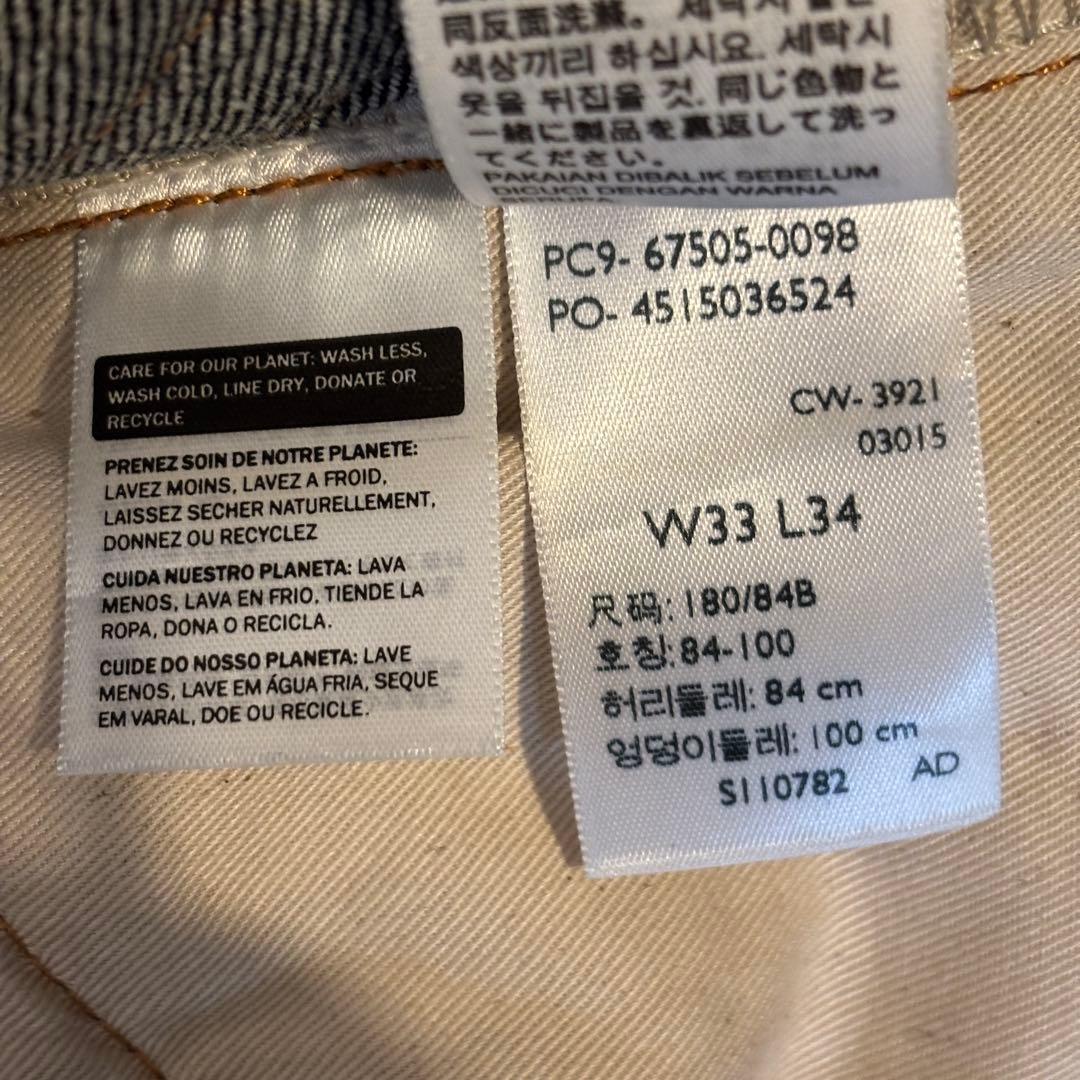 同反面洗滌。세탁시
색상끼리 하십시요. 세탁시
옷을 뒤집을 것. 同じ色物と
一緒に製品を裏返して洗っ
てください。
PAKAIAN DIBALIK SEBELUM
DICUCI DENGAN WARNA
SERUPA.
CARE FOR OUR PLANET: WASH LESS,
WASH COLD, LINE DRY, DONATE OR
RECYCLE
PRENEZ SOIN DE NOTRE PLANETE:
LAVEZ MOINS, LAVEZ A FROID,
LAISSEZ SECHER NATURELLEMENT,
DONNEZ OU RECYCLEZ
CUIDA NUESTRO PLANETA: LAVA
MENOS, LAVA EN FRIO, TIENDE LA
ROPA, DONA O RECICLA.
CUIDE DO NOSSO PLANETA: LAVE
MENOS, LAVE EM ÁGUA FRIA, SEQUE
EM VARAL, DOE OU RECICLE.
PC9- 67505-0098
PO- 4515036524
CW- 3921
03015
W33 L34
尺码: 180/84B
호칭: 84-100
허리둘레: 84 cm
엉덩이둘레: 100 cm
S110782 AD